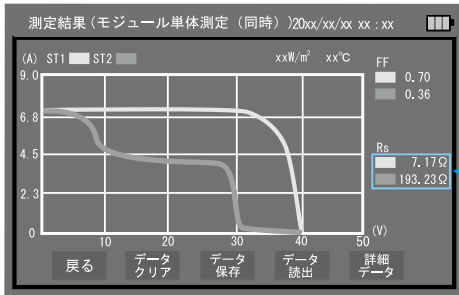 測定結果(モジュール単体測定(同時))20xx/xx/xx xx:xx
(A) ST1 ST2 xxW/m² xx℃
FF
0.70
0.36
9.0
6.8
4.5
2.3
0
Rs
7.17Ω
193.23Ω
10 20 30 40 50 (V)
戻る
データ
クリア
データ
保存
データ
読出
詳細
データ